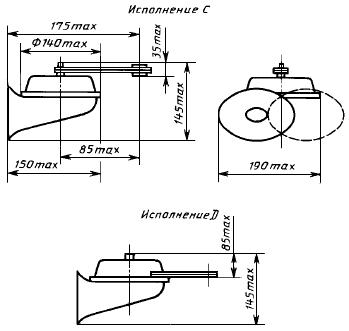 Исполнение С
175max
Ф140max
35max
145max
85max
150max
190max
Исполнение D
85max
145max